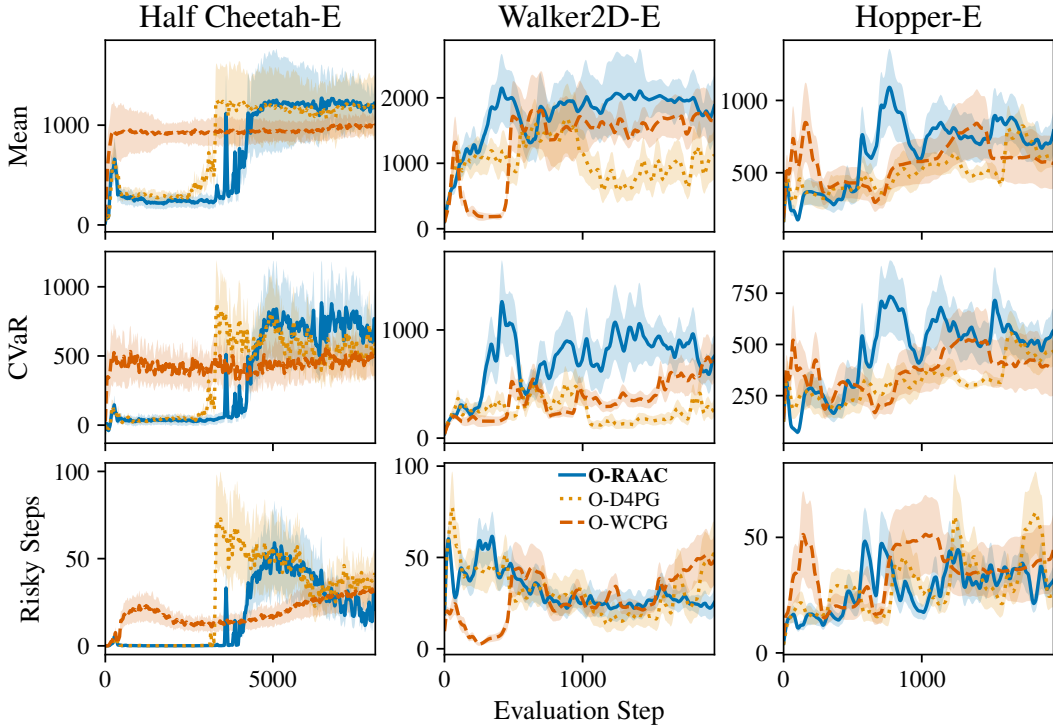 Half Cheetah-E
Walker2D-E
Hopper-E
Mean
1000
0
2000
1000
0
1000
500
CVaR
1000
500
0
1000
0
750
500
250
Risky Steps
100
50
0
100
50
0
50
0
O-RAAC
O-D4PG
O-WCPG
0
5000
0
1000
0
1000
Evaluation Step